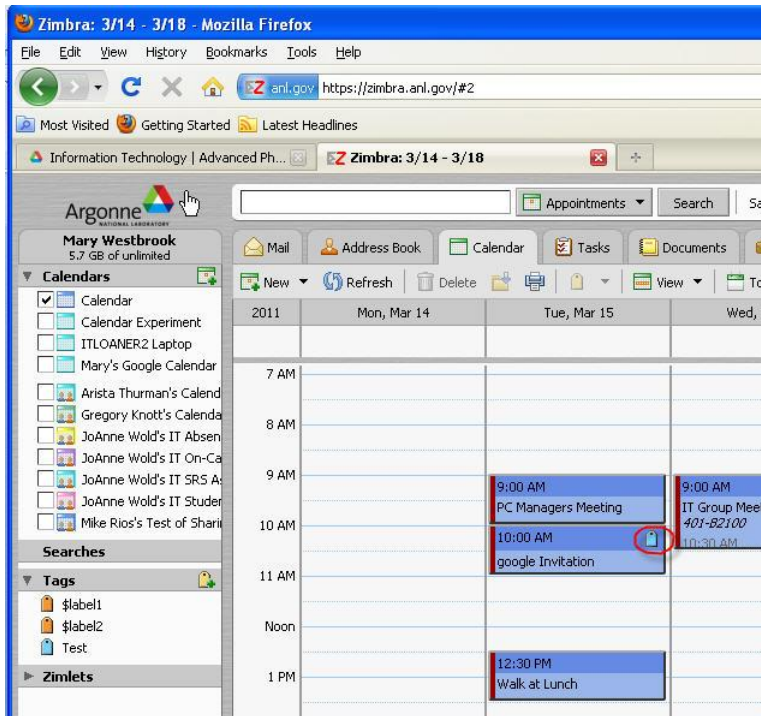 Zimbra: 3/14 - 3/18 - Mozilla Firefox
File Edit View History Bookmarks Tools Help
Z anl.gov https://zimbra.anl.gov/#2
Most Visited Getting Started Latest Headlines
Information Technology | Advanced Ph... Z Zimbra: 3/14 - 3/18
Argonne
NATIONAL LABORATORY
Appointments Search Sa
Mary Westbrook
5.7 GB of unlimited
Mail Address Book Calendar Tasks Documents
Calendars
New Refresh Delete View To
Calendar
Calendar Experiment
ITLOANER2 Laptop
Mary's Google Calendar
Arista Thurman's Calend
Gregory Knott's Calenda
JoAnne Wold's IT Absen
JoAnne Wold's IT On-Ca
JoAnne Wold's IT SRS As
JoAnne Wold's IT Studer
Mike Rios's Test of Shari
Searches
Tags
$label1
$label2
Test
Zimlets
2011 Mon, Mar 14 Tue, Mar 15 Wed,
7 AM
8 AM
9 AM
10 AM
11 AM
Noon
1 PM
9:00 AM
PC Managers Meeting
10:00 AM
google Invitation
12:30 PM
Walk at Lunch
9:00 AM
IT Group Mee
401-B2100
10:30 AM